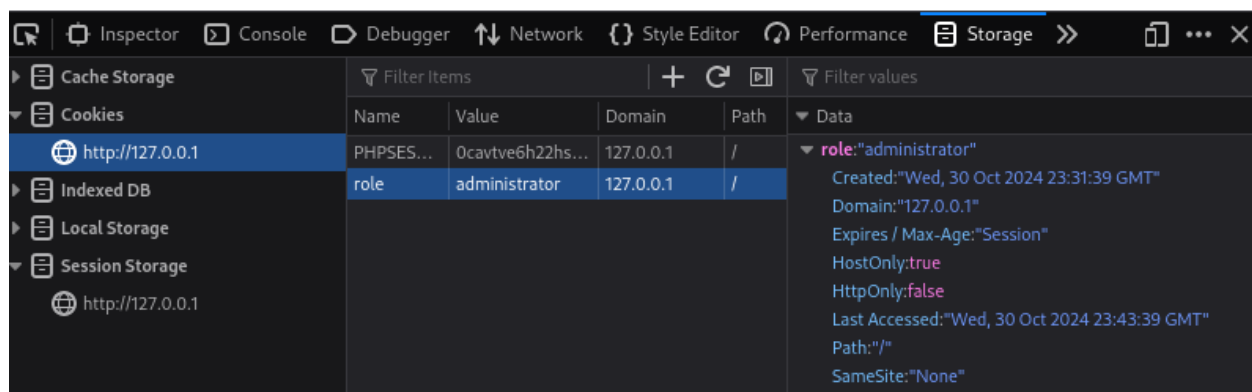 Inspector Console Debugger Network Style Editor Performance Storage
Cache Storage
Cookies
http://127.0.0.1
Indexed DB
Local Storage
Session Storage
http://127.0.0.1
Filter Items
Name Value Domain Path
PHPSES... 0cavtve6h22hs... 127.0.0.1 /
role administrator 127.0.0.1 /
Filter values
Data
role:"administrator"
Created:"Wed, 30 Oct 2024 23:31:39 GMT"
Domain:"127.0.0.1"
Expires / Max-Age:"Session"
HostOnly:true
HttpOnly:false
Last Accessed:"Wed, 30 Oct 2024 23:43:39 GMT"
Path:"/"
SameSite:"None"